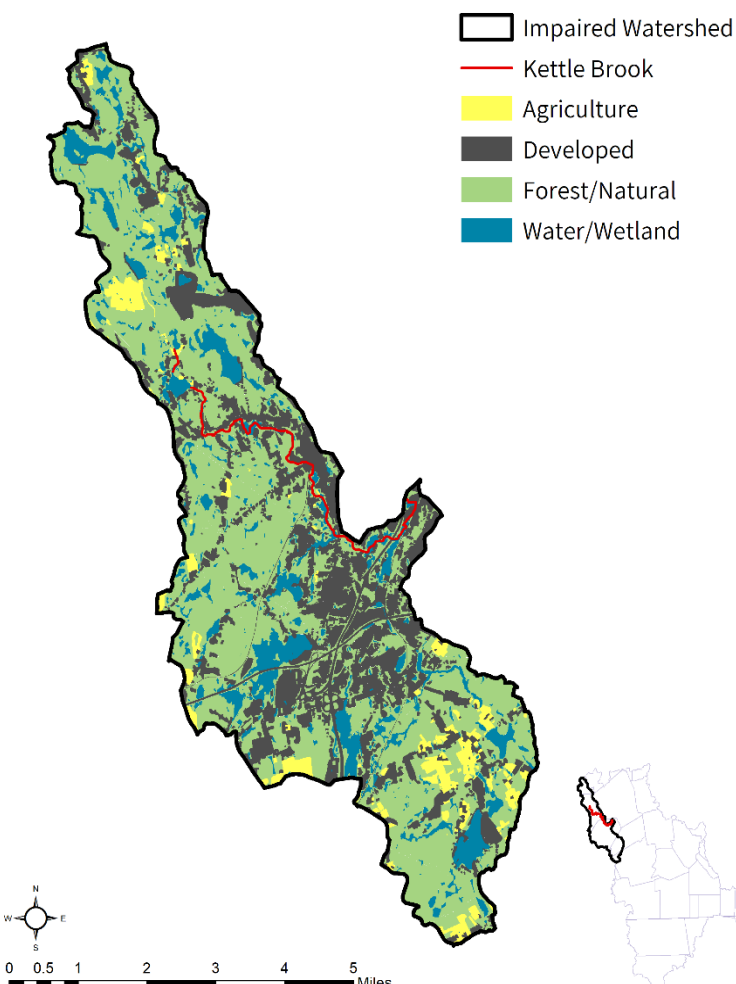 Impaired Watershed
Kettle Brook
Agriculture
Developed
Forest/Natural
Water/Wetland
N
W E
S
0 0.5 1 2 3 4 5
Miles